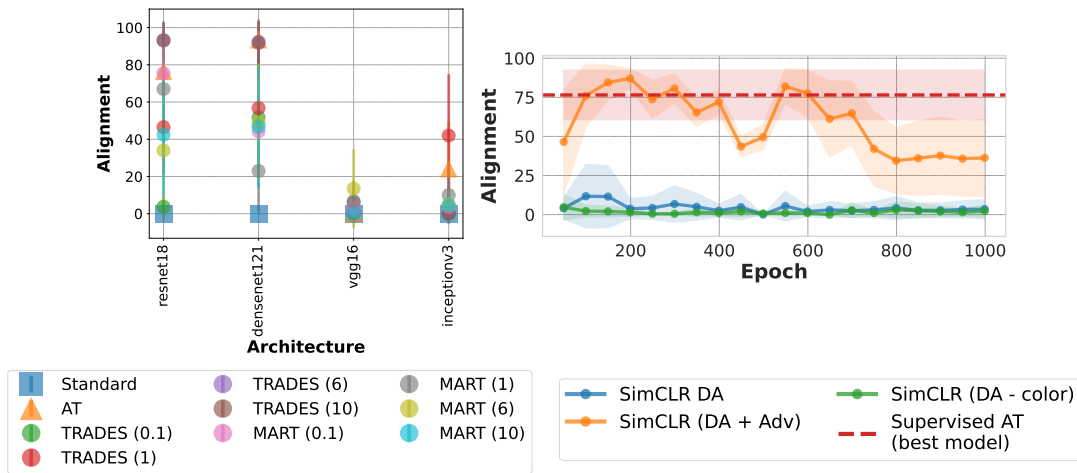 100
80
60
40
20
0
Alignment
resnet18
densenet121
vgg16
inceptionv3
Architecture
100
75
50
25
0
Alignment
200
400
600
800
1000
Epoch
Standard
AT
TRADES (0.1)
TRADES (1)
TRADES (6)
TRADES (10)
MART (0.1)
MART (1)
MART (6)
MART (10)
SimCLR DA
SimCLR (DA + Adv)
SimCLR (DA - color)
Supervised AT
(best model)